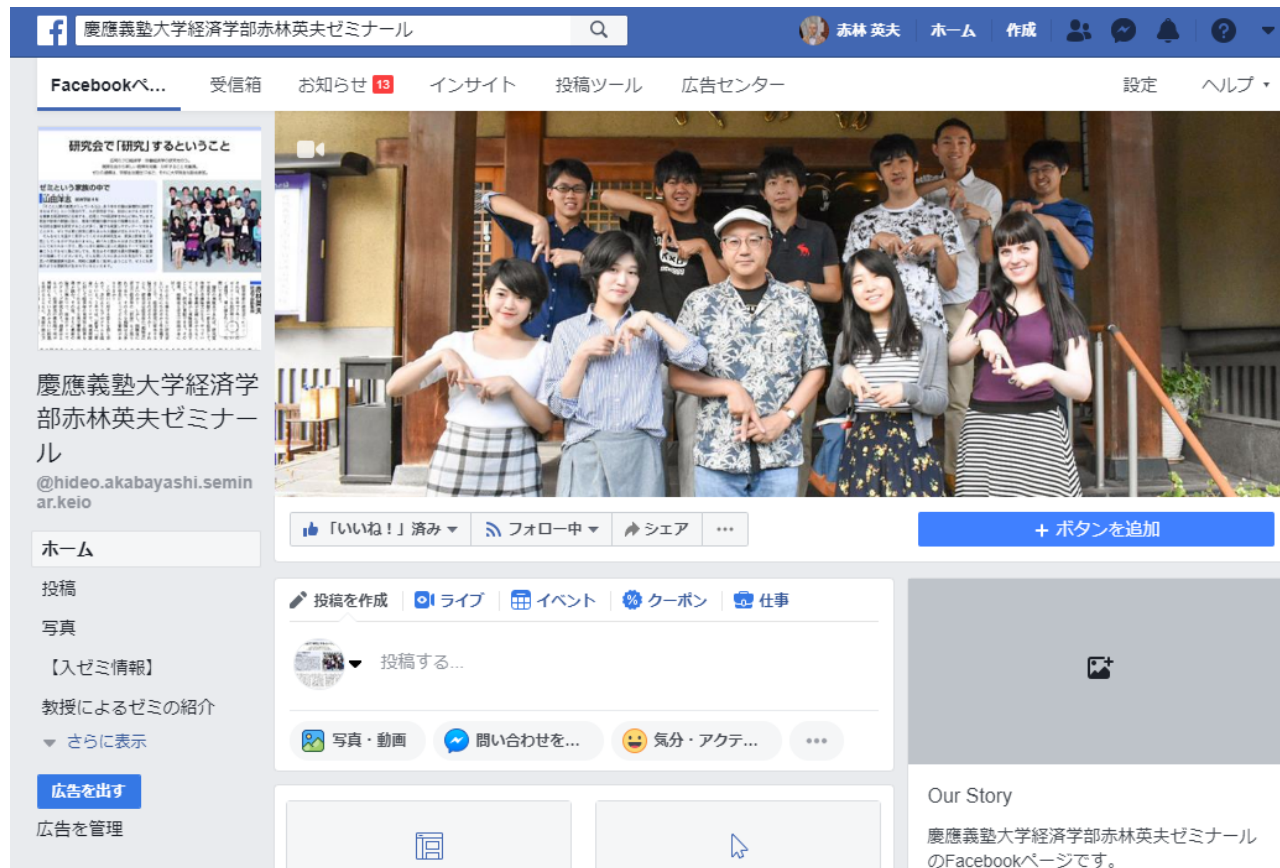 慶應義塾大学経済学部赤林英夫ゼミナール
赤林 英夫
ホーム
作成
Facebookペ...
受信箱
お知らせ 13
インサイト
投稿ツール
広告センター
設定
ヘルプ
研究会で「研究」するということ
ゼミという家族の中で
慶應義塾大学経済学
部赤林英夫ゼミナー
ル
@hideo.akabayashi.semin
ar.keio
ホーム
投稿
写真
【入ゼミ情報】
教授によるゼミの紹介
さらに表示
広告を出す
広告を管理
「いいね！」済み
フォロー中
シェア
...
+ ボタンを追加
投稿を作成
ライブ
イベント
クーポン
仕事
投稿する...
写真・動画
問い合わせを...
気分・アクテ...
...
Our Story
慶應義塾大学経済学部赤林英夫ゼミナール
のFacebookページです。